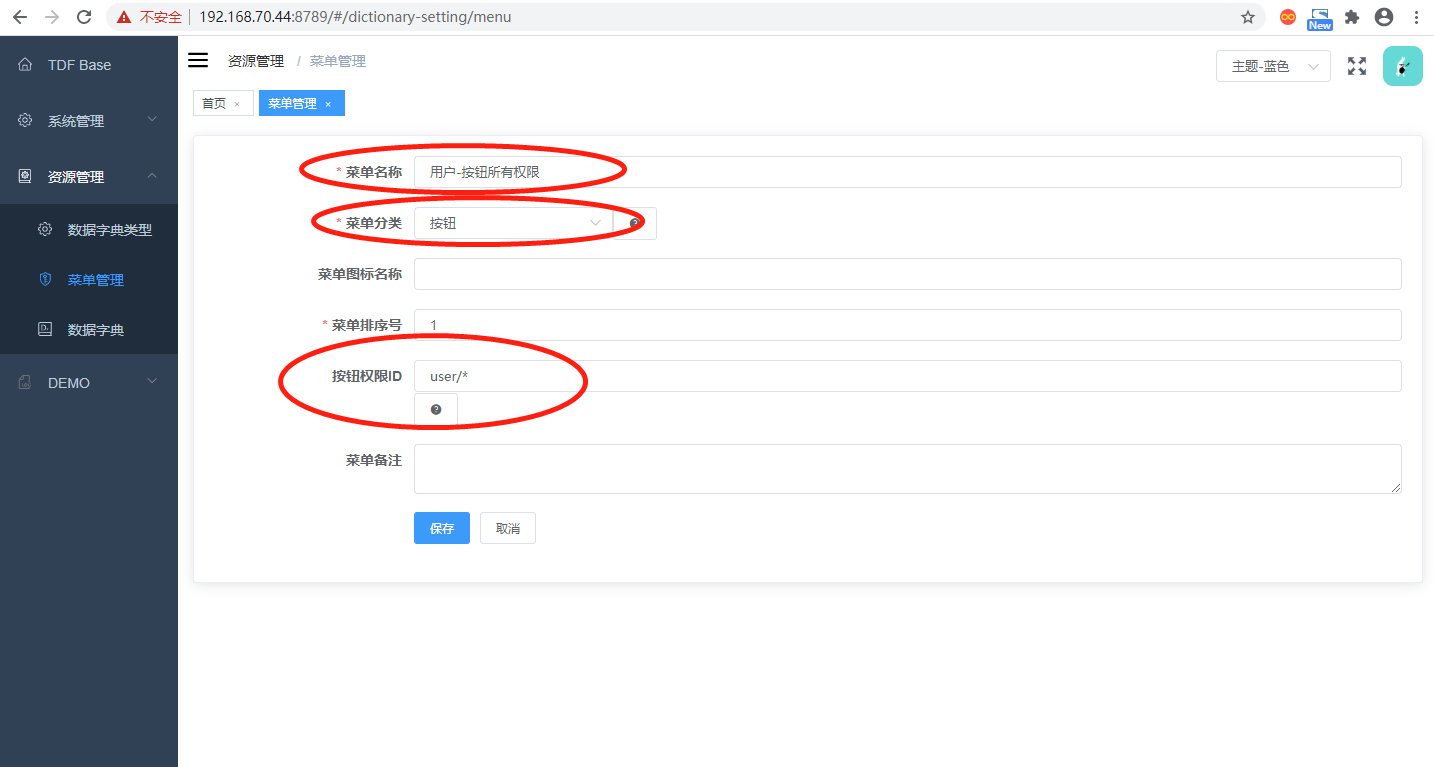 不安全 192.168.70.44:8789/#/dictionary-setting/menu
New
TDF Base
系统管理
资源管理
数据字典类型
菜单管理
数据字典
DEMO
资源管理 / 菜单管理
主题-蓝色
首页 ×
菜单管理 ×
* 菜单名称 用户-按钮所有权限
* 菜单分类 按钮
菜单图标名称
* 菜单排序号 1
按钮权限ID user/*
菜单备注
保存 取消